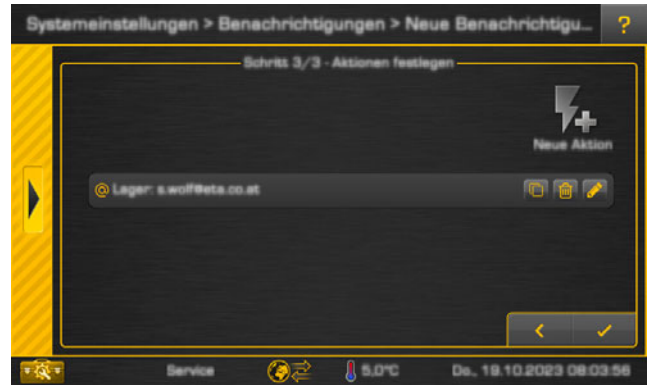 Systemeinstellungen > Benachrichtigungen > Neue Benachrichtigu... ?
Schritt 3/3 - Aktionen festlegen
Neue Aktion
@ Lager: s.wolf@eta.co.at
Service 5,0°C Do., 19.10.2023 08:03:56